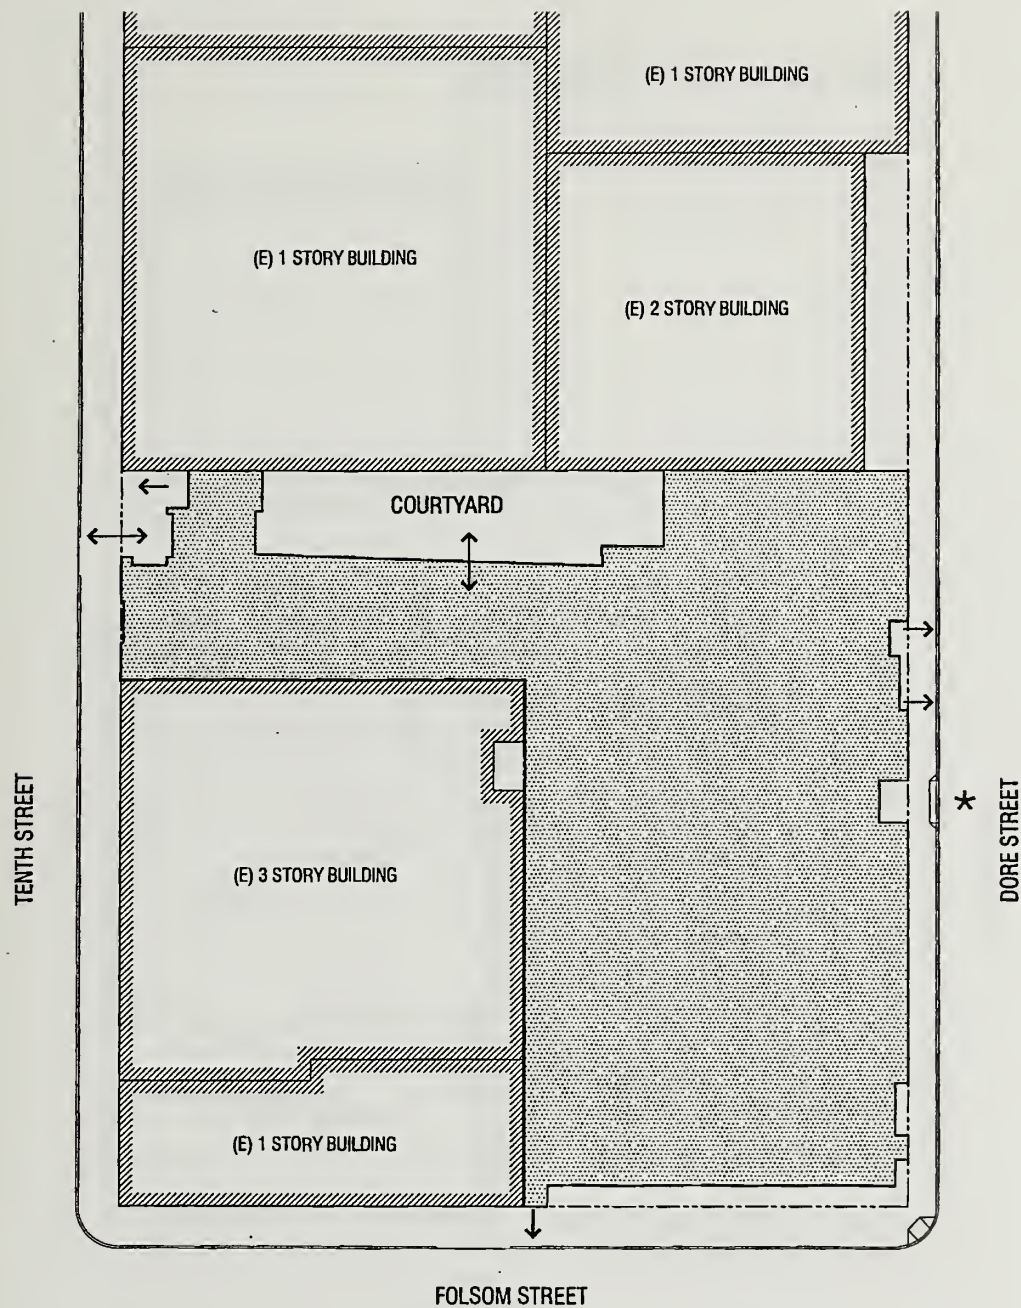 (E) 1 STORY BUILDING
(E) 1 STORY BUILDING
(E) 2 STORY BUILDING
COURTYARD
TENTH STREET
*
DORE STREET
(E) 3 STORY BUILDING
(E) 1 STORY BUILDING
FOLSOM STREET